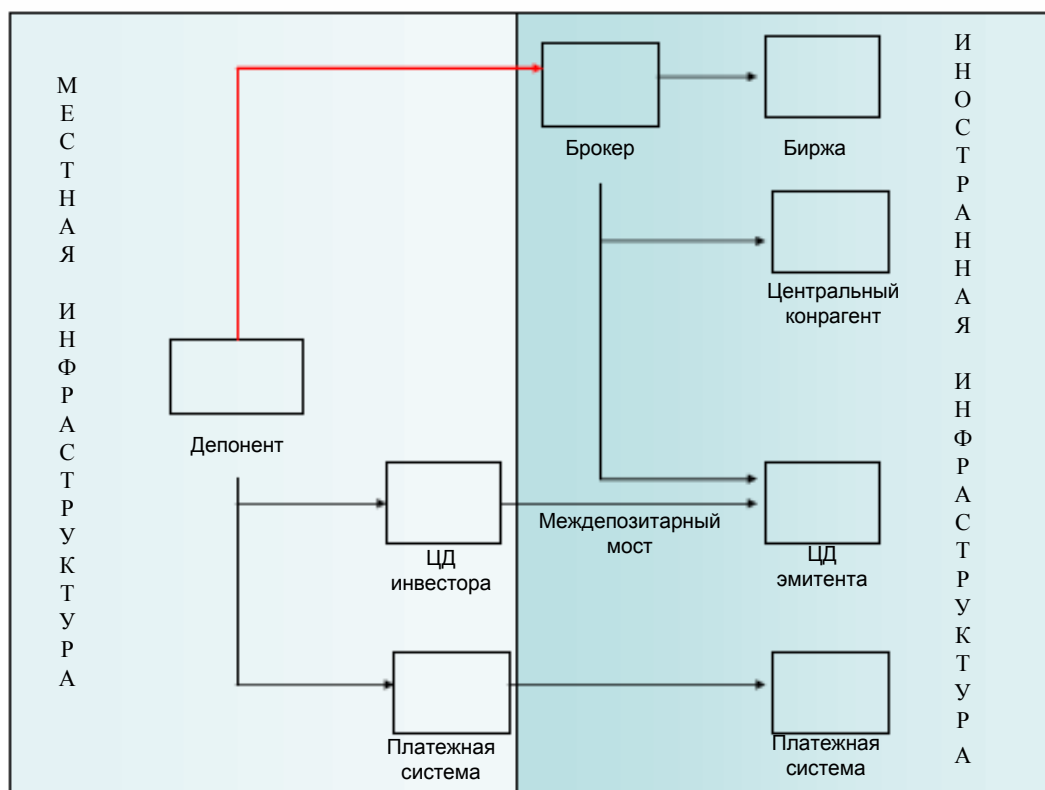 МЕСТНАЯ ИНФРАСТРУКТУРА
ИНОСТРАННАЯ ИНФРАСТРУКТУРА
Брокер
Биржа
Центральный
конрагент
Депонент
Междепозитарный
мост
ЦД
инвестора
ЦД
эмитента
Платежная
система
Платежная
система